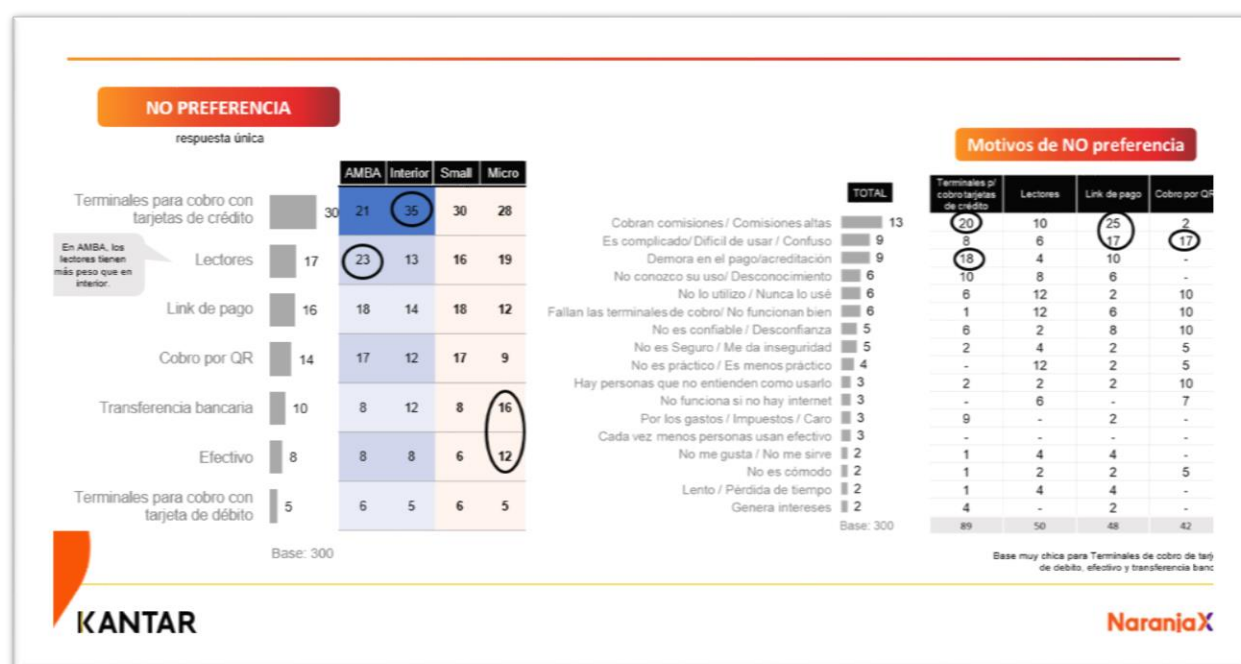 NO PREFERENCIA
respuesta única
AMBA Interior Small Micro
Terminales para cobro con
tarjetas de crédito 30 21 35 30 28
En AMBA, los
lectores tienen
más peso que en
interior.
Lectores 17 23 13 16 19
Link de pago 16 18 14 18 12
Cobro por QR 14 17 12 17 9
Transferencia bancaria 10 8 12 8 16
Efectivo 8 8 8 6 12
Terminales para cobro con
tarjeta de débito 5 6 5 6 5
Base: 300
Motivos de NO preferencia
TOTAL
Terminales p/
cobro tarjetas
de crédito
Lectores Link de pago Cobro por QR
Cobran comisiones / Comisiones altas 13 20 10 25 2
Es complicado/ Difícil de usar / Confuso 9 8 6 17 17
Demora en el pago/acreditación 9 18 4 10 -
No conozco su uso/ Desconocimiento 6 10 8 6 -
No lo utilizo / Nunca lo usé 6 6 12 2 10
Fallan las terminales de cobro/ No funcionan bien 6 1 12 6 10
No es confiable / Desconfianza 5 6 2 8 10
No es Seguro / Me da inseguridad 5 2 4 2 5
No es práctico / Es menos práctico 4 - 12 2 5
Hay personas que no entienden como usarlo 3 2 2 2 10
No funciona si no hay internet 3 - 6 - 7
Por los gastos / Impuestos / Caro 3 9 - 2 -
Cada vez menos personas usan efectivo 3 - - - -
No me gusta / No me sirve 2 1 4 4 -
No es cómodo 2 1 2 2 5
Lento / Pérdida de tiempo 2 1 4 4 -
Genera intereses 2 4 - 2 -
Base: 300 89 50 48 42
Base muy chica para Terminales de cobro de tarj
de debito, efectivo y transferencia banc
KANTAR
NaranjaX